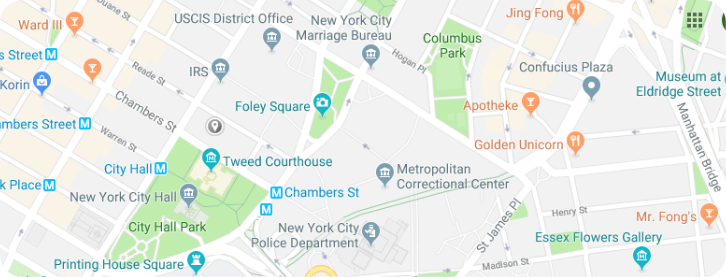 Duane St
Ward III
USCIS District Office
New York City
Marriage Bureau
Jing Fong
Columbus
Park
Hogan Pl
s Street
IRS
Reade St
Confucius Plaza
Museum at
Eldridge Street
Korin
Chambers St
Foley Square
Apotheke
Manhattan Bridge
mbers Street
Warren St
Golden Unicorn
City Hall
Tweed Courthouse
Metropolitan
Correctional Center
k Place
New York City Hall
Chambers St
City Hall Park
New York City
Police Department
St James Pl
Henry St
Mr. Fong's
Essex Flowers Gallery
Printing House Square
Madison St